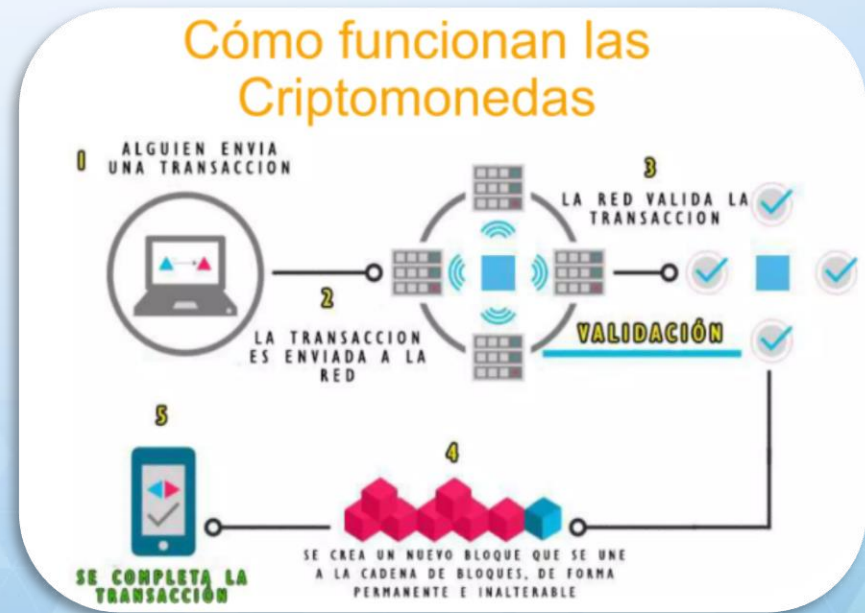 Cómo funcionan las
Criptomonedas
1
ALGUIEN ENVIA
UNA TRANSACCION
2
LA TRANSACCION
ES ENVIADA A LA
RED
3
LA RED VALIDA LA
TRANSACCION
VALIDACIÓN
4
SE CREA UN NUEVO BLOQUE QUE SE UNE
A LA CADENA DE BLOQUES, DE FORMA
PERMANENTE E INALTERABLE
5
SE COMPLETA LA
TRANSACCIÓN